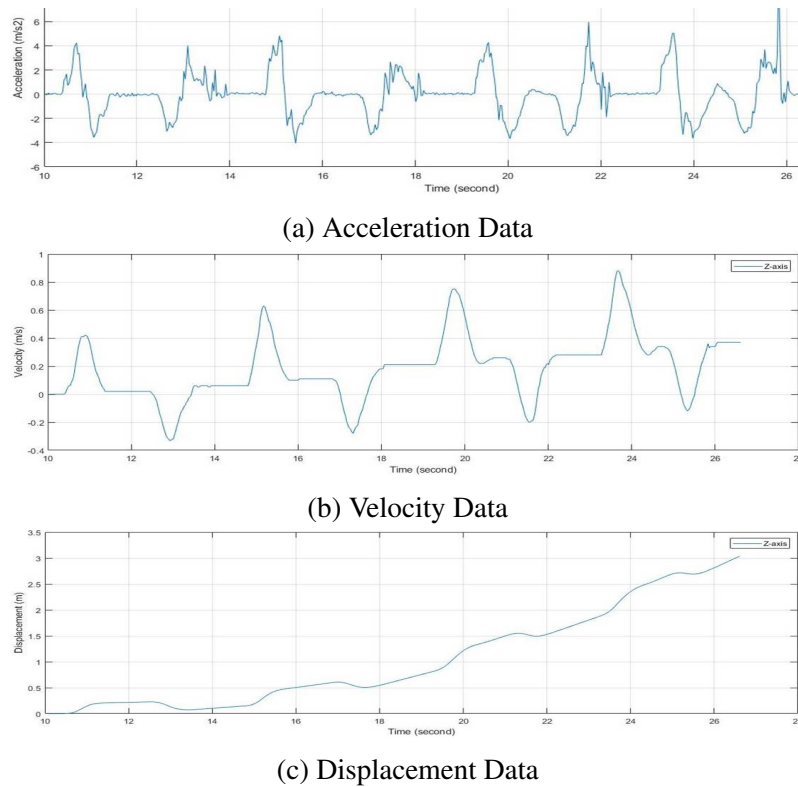 6
4
2
0
-2
-4
-6
Acceleration (m/s2)
10 12 14 16 18 20 22 24 26
Time (second)
(a) Acceleration Data
1
0.8
0.6
0.4
0.2
0
-0.2
-0.4
Velocity (m/s)
Z-axis
10 12 14 16 18 20 22 24 26 28
Time (second)
(b) Velocity Data
3.5
3
2.5
2
1.5
1
0.5
0
Displacement (m)
Z-axis
10 12 14 16 18 20 22 24 26 28
Time (second)
(c) Displacement Data